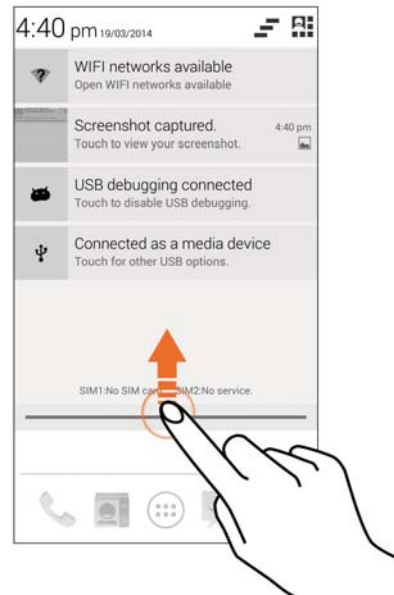 4:40 pm 19/03/2014
WIFI networks available
Open WIFI networks available
Screenshot captured. 4:40 pm
Touch to view your screenshot.
USB debugging connected
Touch to disable USB debugging.
Connected as a media device
Touch for other USB options.
SIM1:No SIM card SIM2:No service.